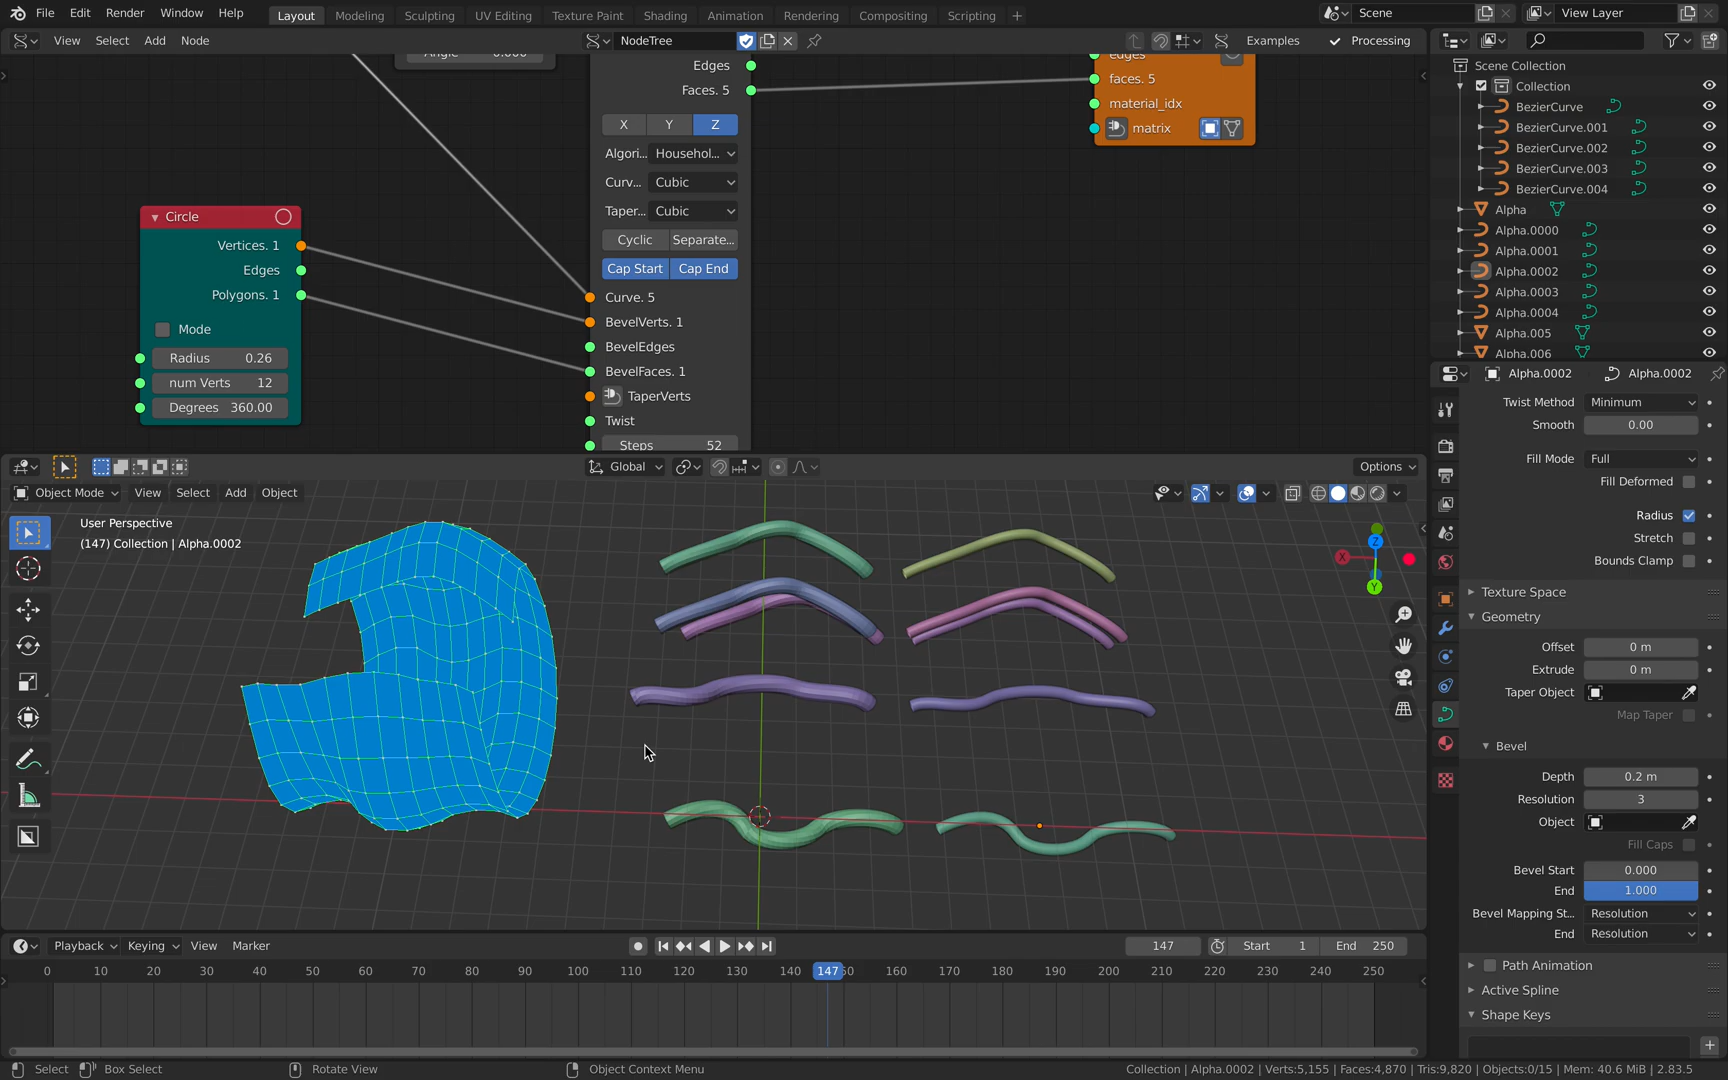 File Edit Render Window Help Layout Modeling Sculpting UV Editing Texture Paint Shading Animation Rendering Compositing Scripting + Scene View Layer
View Select Add Node NodeTree Examples Processing
Angle 0.000
Edges
Faces. 5
X Y Z
Algori... Househol...
Curv... Cubic
Taper... Cubic
Cyclic Separate...
Cap Start Cap End
Curve. 5
BevelVerts. 1
BevelEdges
BevelFaces. 1
TaperVerts
Twist
Steps 52
edges
faces. 5
material_idx
matrix
Circle
Vertices. 1
Edges
Polygons. 1
Mode
Radius 0.26
num Verts 12
Degrees 360.00
Scene Collection
Collection
BezierCurve
BezierCurve.001
BezierCurve.002
BezierCurve.003
BezierCurve.004
Alpha
Alpha.0000
Alpha.0001
Alpha.0002
Alpha.0003
Alpha.0004
Alpha.005
Alpha.006
Global
Options
Object Mode View Select Add Object
User Perspective
(147) Collection | Alpha.0002
X
Z
Y
Alpha.0002 Alpha.0002
Twist Method Minimum
Smooth 0.00
Fill Mode Full
Fill Deformed
Radius
Stretch
Bounds Clamp
Texture Space
Geometry
Offset 0 m
Extrude 0 m
Taper Object
Map Taper
Bevel
Depth 0.2 m
Resolution 3
Object
Fill Caps
Bevel Start 0.000
End 1.000
Bevel Mapping St... Resolution
End Resolution
Path Animation
Active Spline
Shape Keys
Playback Keying View Marker 147 Start 1 End 250
0 10 20 30 40 50 60 70 80 90 100 110 120 130 140 147 50 160 170 180 190 200 210 220 230 240 250
Select Box Select Rotate View Object Context Menu Collection | Alpha.0002 | Verts:5,155 | Faces:4,870 | Tris:9,820 | Objects:0/15 | Mem: 40.6 MiB | 2.83.5